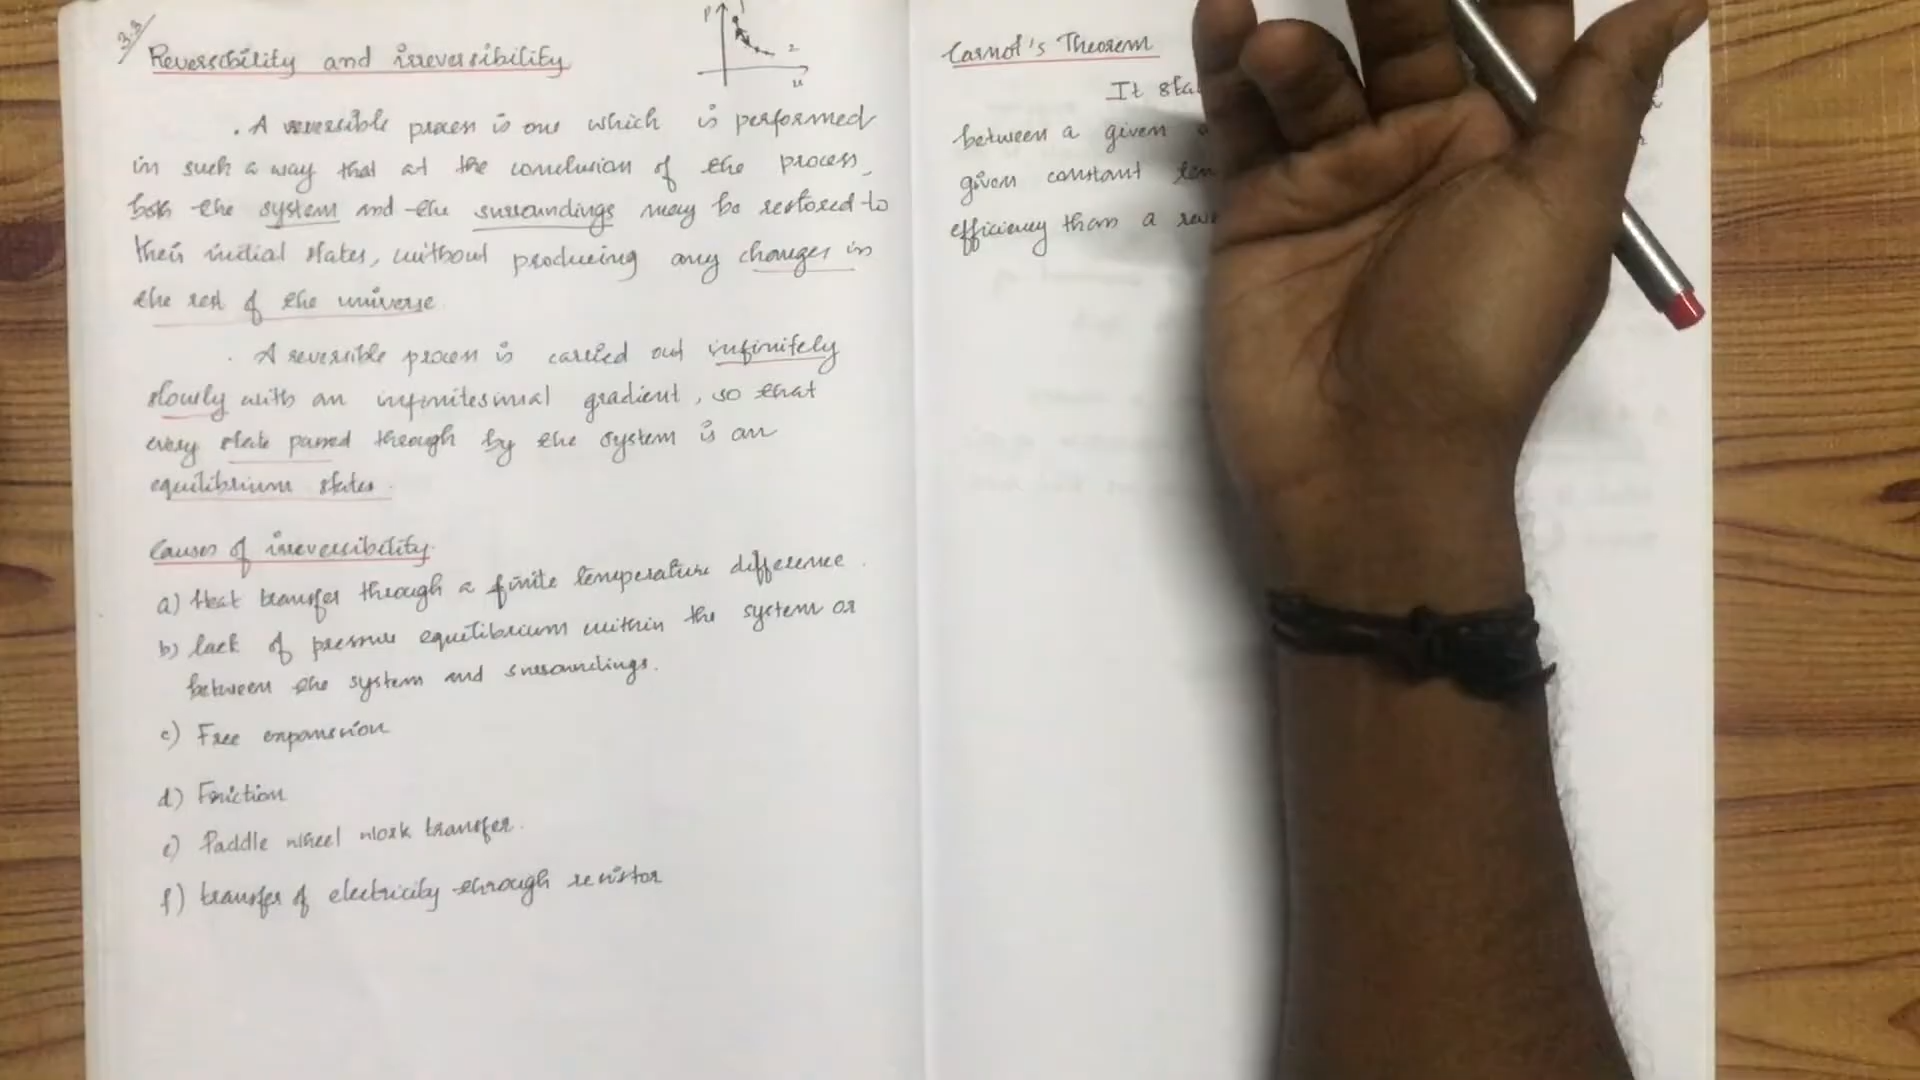 3.3
Reversibility and irreversibility
P
1
2
u
. A reversible process is one which is performed
in such a way that at the conclusion of the process,
both the system and the surroundings may be restored to
their initial states, without producing any changes in
the rest of the universe.
. A reversible process is carried out infinitely
slowly with an infinitesimal gradient, so that
every state passed through by the system is an
equilibrium states.
Causes of irreversibility
a) Heat transfer through a finite temperature difference.
b) lack of pressure equilibrium within the system or
between the system and surroundings.
c) Free expansion
d) Friction
e) Paddle wheel work transfer.
f) transfer of electricity through resistor
Carnot's Theorem
It
between a given
given constant
efficiency than a